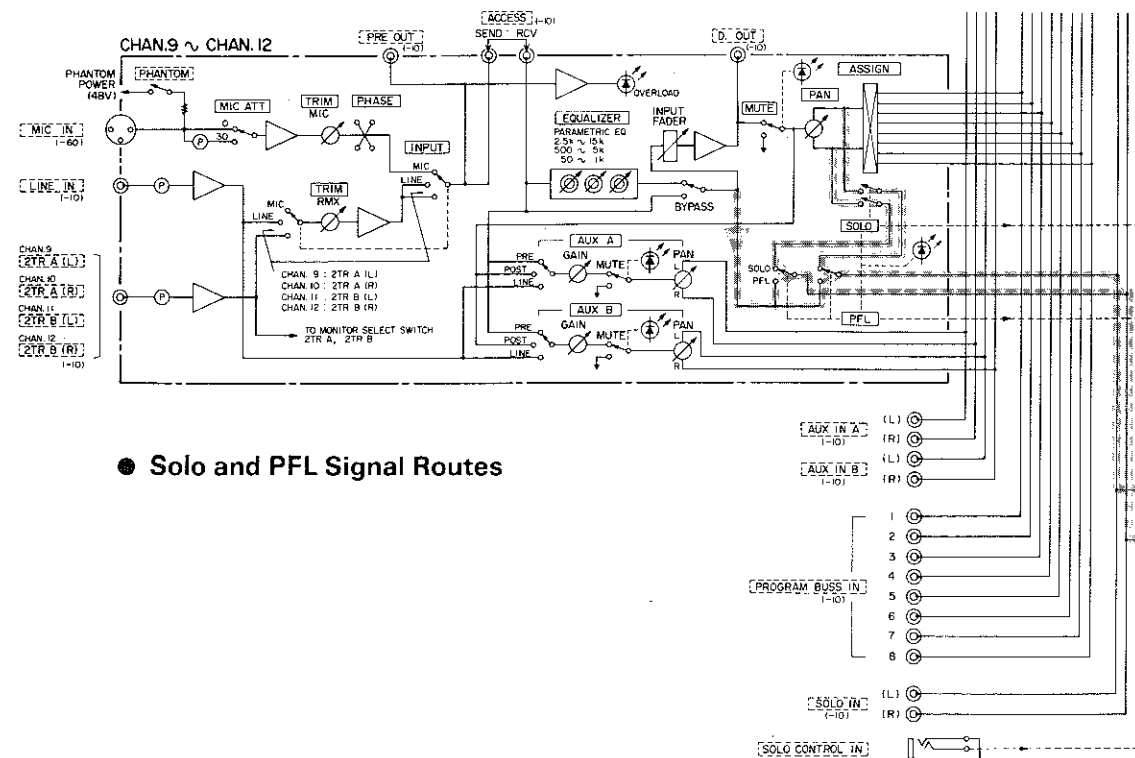 CHAN.9 ~ CHAN.12
PRE OUT
(-10)
ACCESS (-10)
SEND RCV
D. OUT
(-10)
PHANTOM POWER (48V)
PHANTOM
MIC ATT
0
30
P
TRIM
MIC
PHASE
INPUT
MIC
LINE
OVERLOAD
EQUALIZER
PARAMETRIC EQ
2.5k ~ 15k
500 ~ 5k
50 ~ 1k
INPUT
FADER
MUTE
PAN
ASSIGN
MIC IN
(-60)
LINE IN
(-10)
P
MIC
LINE
TRIM
RMX
BYPASS
SOLO
SOLO
PFL
PFL
CHAN.9
2TR A (L)
CHAN.10
2TR A (R)
CHAN.11
2TR B (L)
CHAN.12
2TR B (R)
(-10)
P
CHAN. 9 : 2TR A (L)
CHAN. 10 : 2TR A (R)
CHAN. 11 : 2TR B (L)
CHAN. 12 : 2TR B (R)
TO MONITOR SELECT SWITCH
2TR A, 2TR B
AUX A
PRE
POST
LINE
GAIN
MUTE
PAN
L
R
AUX B
PRE
POST
LINE
GAIN
MUTE
PAN
L
R
● Solo and PFL Signal Routes
AUX IN A
(-10)
(L)
(R)
AUX IN B
(-10)
(L)
(R)
PROGRAM BUSS IN
(-10)
1
2
3
4
5
6
7
8
SOLO IN
(-10)
(L)
(R)
SOLO CONTROL IN